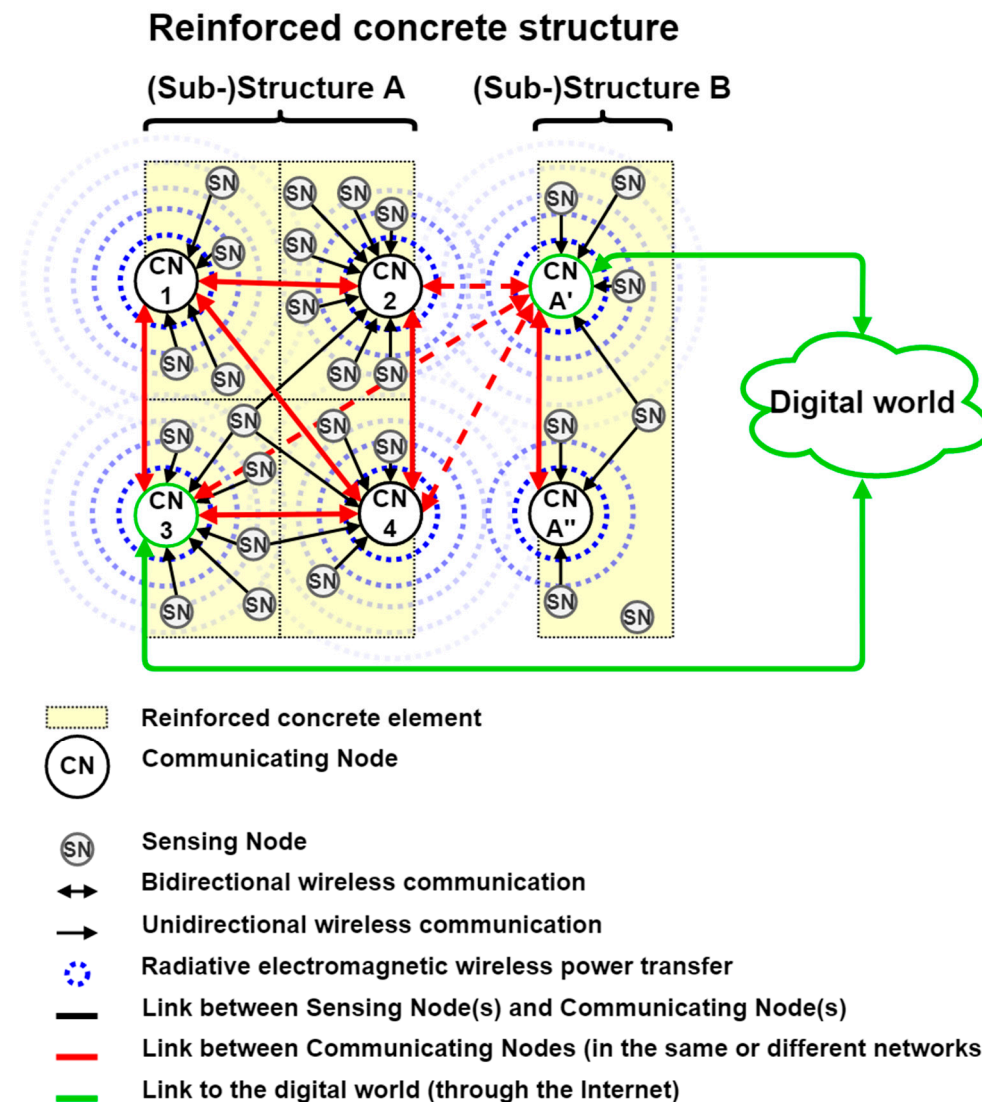 Reinforced concrete structure
(Sub-)Structure A
(Sub-)Structure B
SN
SN
SN
SN
SN
SN
SN
SN
SN
SN
CN
1
CN
2
CN
A'
SN
SN
SN
SN
SN
SN
Digital world
SN
SN
SN
SN
SN
SN
SN
SN
CN
3
CN
4
CN
A"
SN
SN
SN
SN
SN
SN
Reinforced concrete element
CN
Communicating Node
SN
Sensing Node
Bidirectional wireless communication
Unidirectional wireless communication
Radiative electromagnetic wireless power transfer
Link between Sensing Node(s) and Communicating Node(s)
Link between Communicating Nodes (in the same or different networks
Link to the digital world (through the Internet)